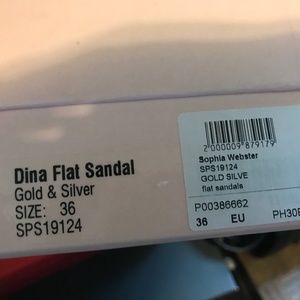 Dina Flat Sandal
Gold & Silver
SIZE: 36
SPS19124
2 000009 879179
Sophia Webster
SPS19124
GOLD SILVE
flat sandals
P00386662
36 EU